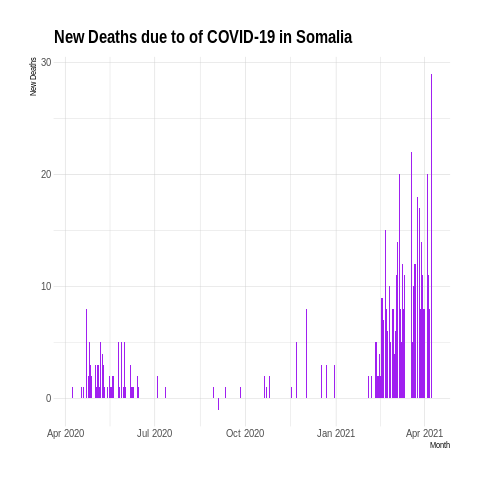 New Deaths due to of COVID-19 in Somalia
New Deaths
30
20
10
0
Apr 2020 Jul 2020 Oct 2020 Jan 2021 Apr 2021
Month